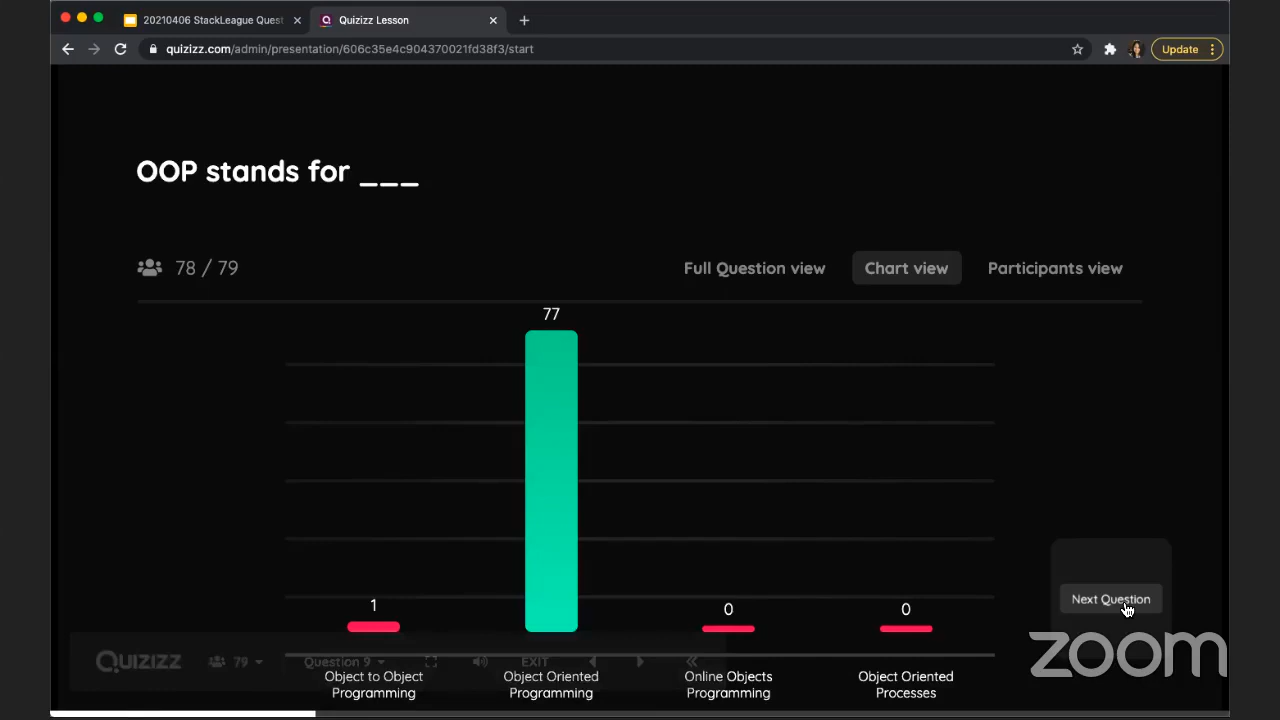 20210406 StackLeague Quest
Quizizz Lesson
quizizz.com/admin/presentation/606c35e4c904370021fd38f3/start
Update
OOP stands for ___
78 / 79
Full Question view
Chart view
Participants view
77
1
0
0
Next Question
QUIZIZZ
79
Question 9
EXIT
zoom
Object to Object
Programming
Object Oriented
Programming
Online Objects
Programming
Object Oriented
Processes